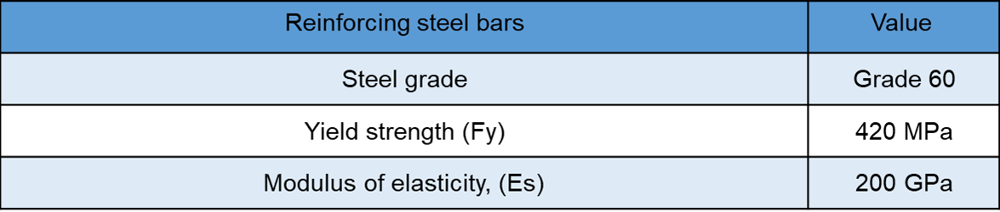 Reinforcing steel bars Value
Steel grade Grade 60
Yield strength (Fy) 420 MPa
Modulus of elasticity, (Es) 200 GPa